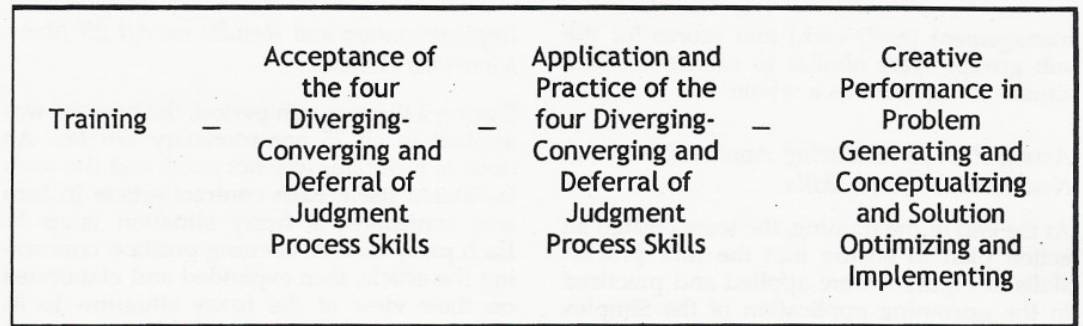 Training
Acceptance of
the four
Diverging-
Converging and
Deferral of
Judgment
Process Skills
–
Application and
Practice of the
four Diverging-
Converging and
Deferral of
Judgment
Process Skills
–
Creative
Performance in
Problem
Generating and
Conceptualizing
and Solution
Optimizing and
Implementing